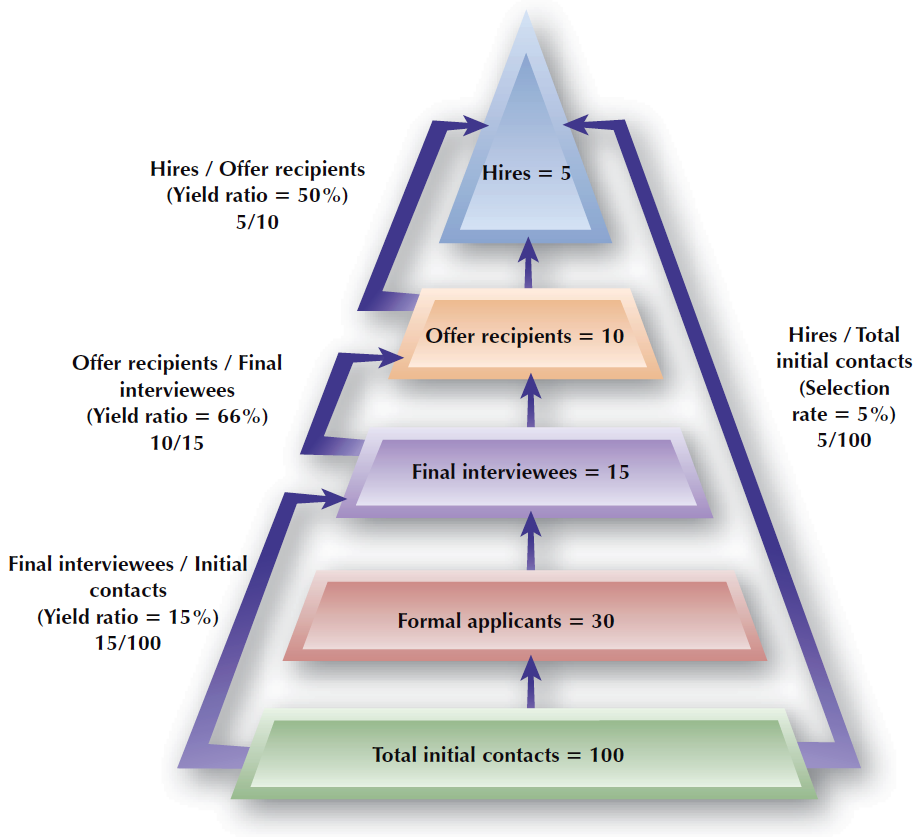 Hires = 5
Hires / Offer recipients
(Yield ratio = 50%)
5/10
Offer recipients = 10
Hires / Total
initial contacts
(Selection
rate = 5%)
5/100
Offer recipients / Final
interviewees
(Yield ratio = 66%)
10/15
Final interviewees = 15
Final interviewees / Initial
contacts
(Yield ratio = 15%)
15/100
Formal applicants = 30
Total initial contacts = 100